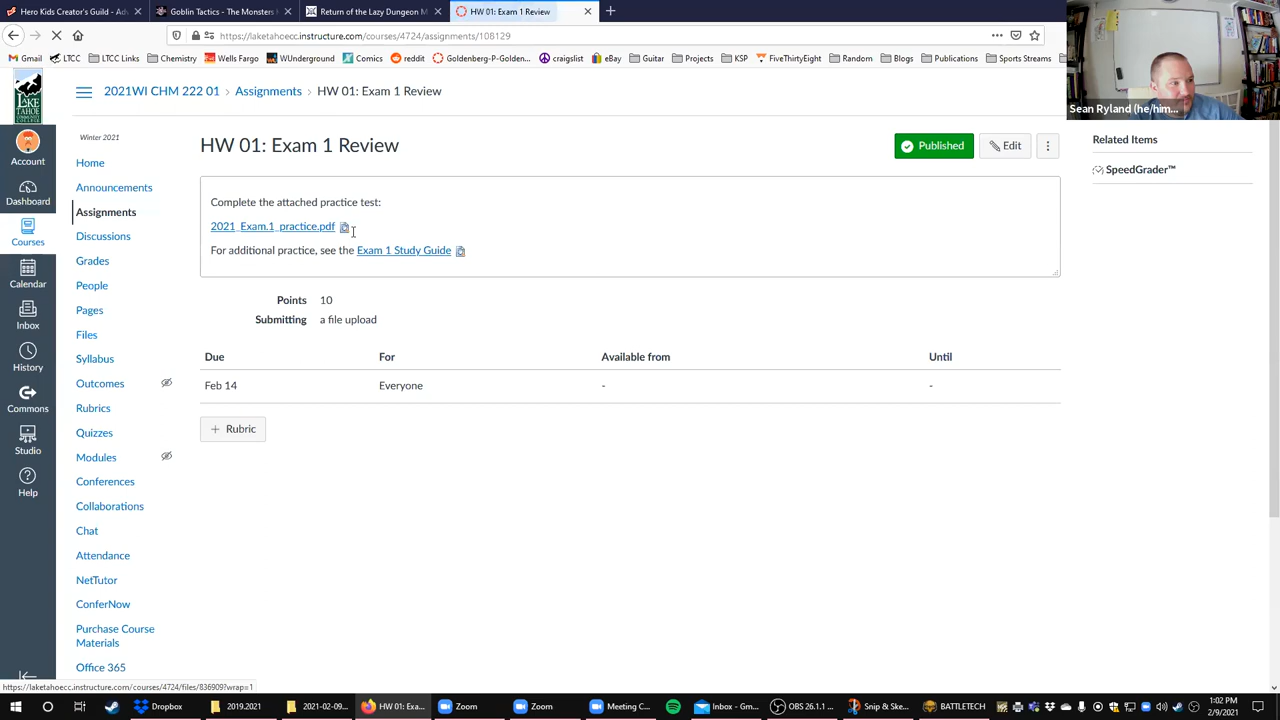 Hero Kids Creator's Guild - Adv
Goblin Tactics - The Monsters K
Return of the Lazy Dungeon M
HW 01: Exam 1 Review
https://laketahoecc.instructure.com/courses/4724/assignments/108129
Gmail
LTCC
LTCC Links
Chemistry
Wells Fargo
WUnderground
Comics
reddit
Goldenberg-P-Golden...
craigslist
eBay
Guitar
Projects
KSP
FiveThirtyEight
Random
Blogs
Publications
Sports Streams
Sean Ryland (he/him...
LAKE TAHOE
Account
Dashboard
Courses
Calendar
Inbox
History
Commons
Studio
Help
2021WI CHM 222 01 › Assignments › HW 01: Exam 1 Review
Winter 2021
Home
Announcements
Assignments
Discussions
Grades
People
Pages
Files
Syllabus
Outcomes
Rubrics
Quizzes
Modules
Conferences
Collaborations
Chat
Attendance
NetTutor
ConferNow
Purchase Course
Materials
Office 365
HW 01: Exam 1 Review
Published
Edit
Complete the attached practice test:
2021_Exam.1_practice.pdf
For additional practice, see the Exam 1 Study Guide
Points 10
Submitting a file upload
Due For Available from Until
Feb 14 Everyone - -
+ Rubric
Related Items
SpeedGrader™
https://laketahoecc.instructure.com/courses/4724/files/836909?wrap=1
Dropbox
2019.2021
2021-02-09...
HW 01: Exa...
Zoom
Zoom
Meeting C...
Inbox - Gm...
OBS 26.1.1 ...
Snip & Ske...
BATTLETECH
1:02 PM
2/9/2021